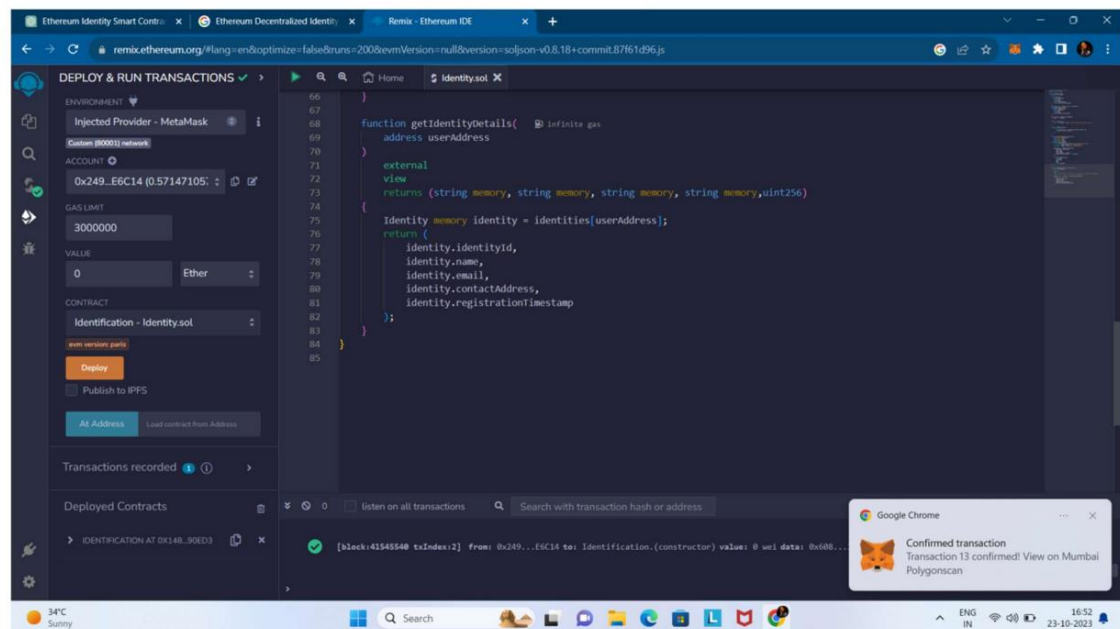 Ethereum Identity Smart Contra
Ethereum Decentralized Identity
Remix - Ethereum IDE
remix.ethereum.org/#lang=en&optimize=false&runs=200&evmVersion=null&version=soljson-v0.8.18+commit.87f61d96.js
DEPLOY & RUN TRANSACTIONS
ENVIRONMENT
Injected Provider - MetaMask
Custom (80001) network
ACCOUNT
0x249...E6C14 (0.57147105
GAS LIMIT
3000000
VALUE
0 Ether
CONTRACT
Identification - Identity.sol
evm version: paris
Deploy
Publish to IPFS
At Address Load contract from Address
Transactions recorded 1
Deployed Contracts
IDENTIFICATION AT 0X14B...90ED3
Home Identity.sol
66 }
67
68 function getIdentityDetails( infinite gas
69 address userAddress
70 )
71 external
72 view
73 returns (string memory, string memory, string memory, string memory,uint256)
74 {
75 Identity memory identity = identities[userAddress];
76 return (
77 identity.identityId,
78 identity.name,
79 identity.email,
80 identity.contactAddress,
81 identity.registrationTimestamp
82 );
83 }
84 }
85
0 listen on all transactions Search with transaction hash or address
[block:41545540 txIndex:2] from: 0x249...E6C14 to: Identification.(constructor) value: 0 wei data: 0x608...
>
Google Chrome
Confirmed transaction
Transaction 13 confirmed! View on Mumbai
Polygonscan
34°C
Sunny
Search
ENG
IN
16:52
23-10-2023